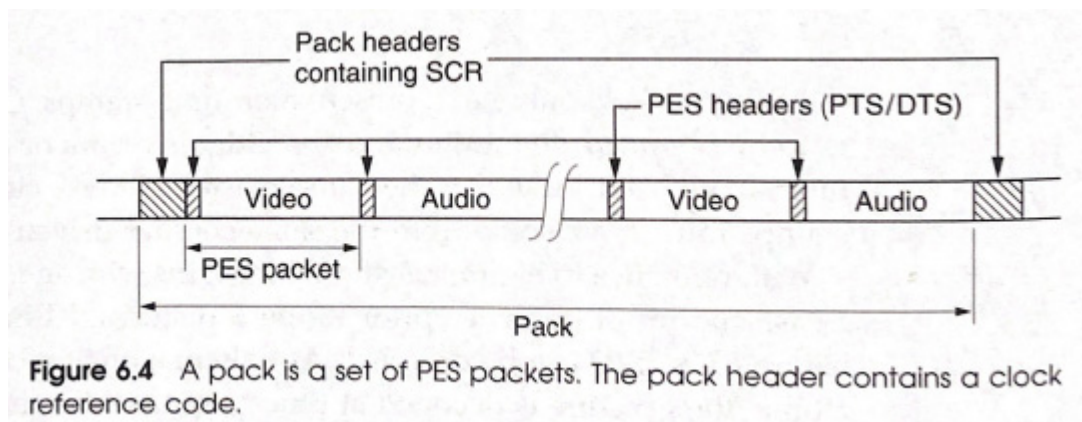 Pack headers
containing SCR
PES headers (PTS/DTS)
Video
Audio
Video
Audio
PES packet
Pack
Figure 6.4 A pack is a set of PES packets. The pack header contains a clock
reference code.